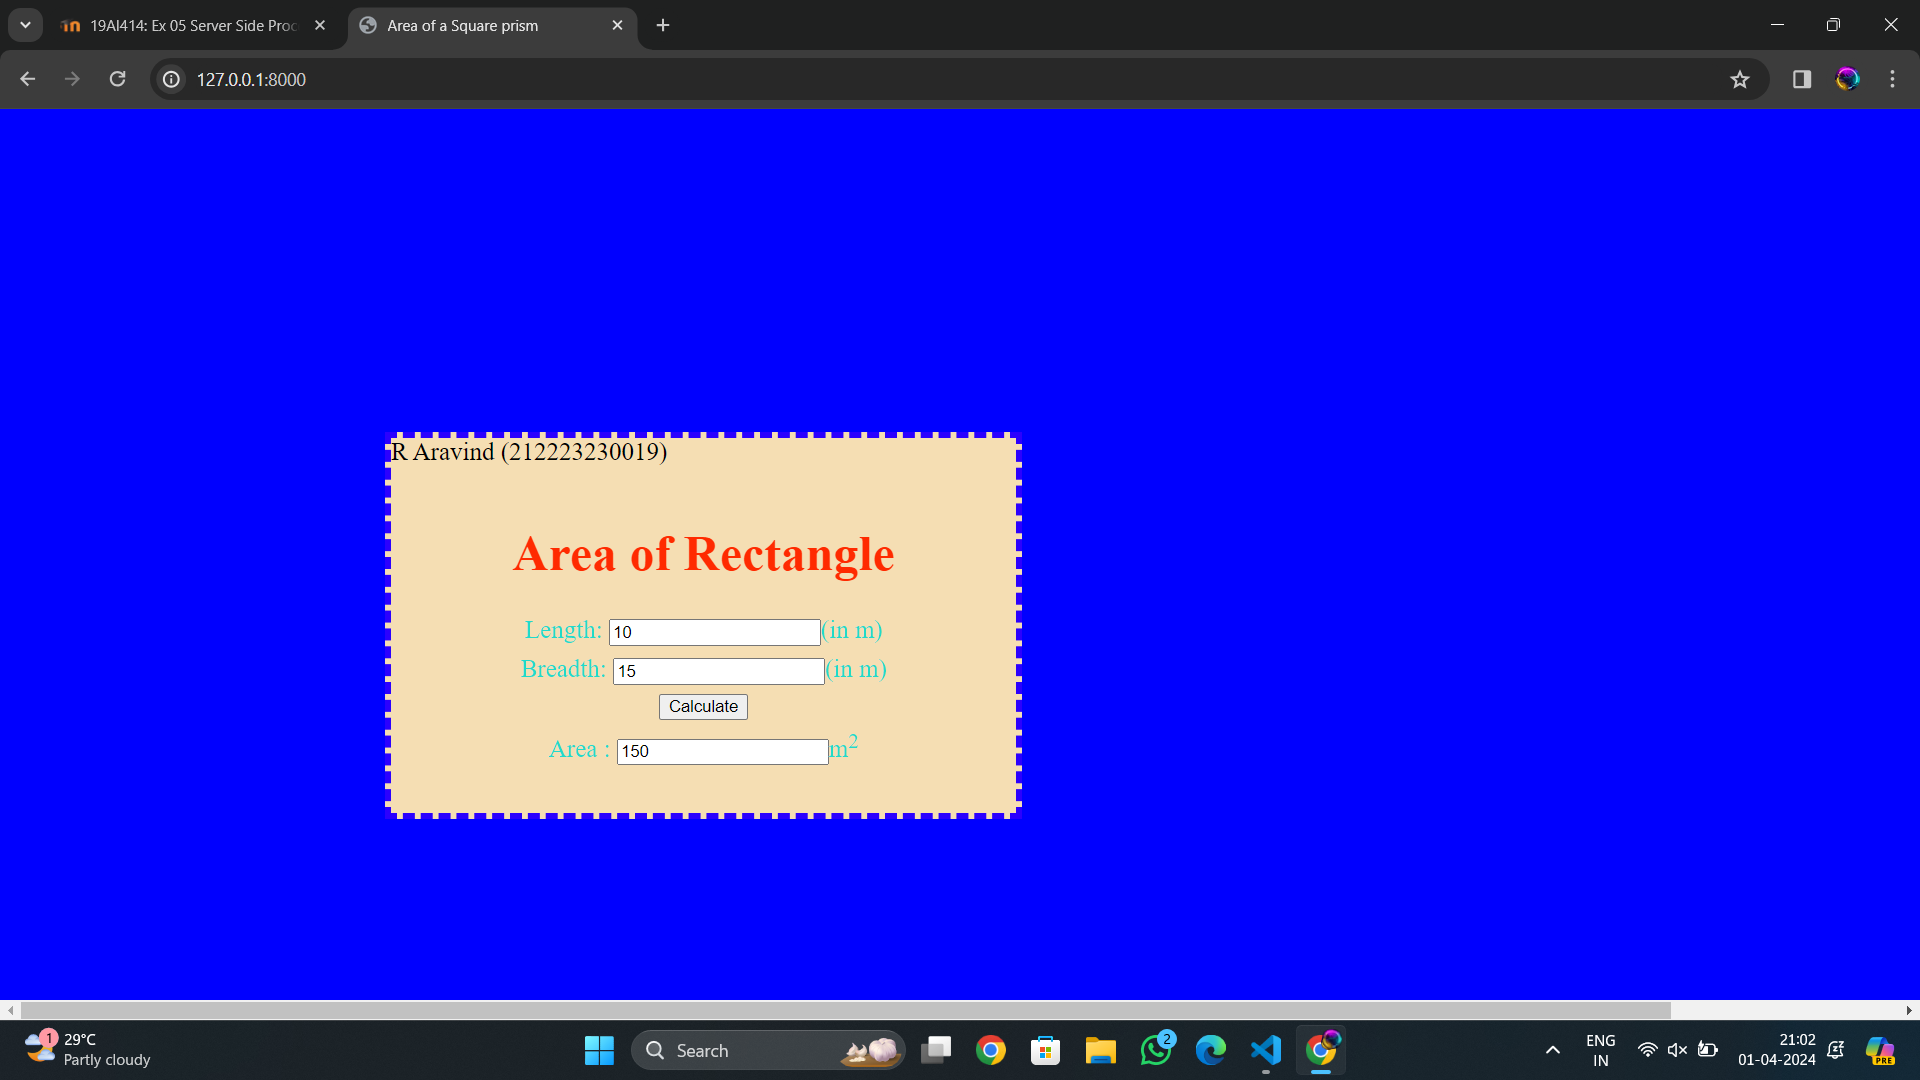 19AI414: Ex 05 Server Side Proc
Area of a Square prism
127.0.0.1:8000
R Aravind (212223230019)
Area of Rectangle
Length: 10 (in m)
Breadth: 15 (in m)
Calculate
Area : 150 m2
1
29°C
Partly cloudy
Search
2
ENG
IN
21:02
01-04-2024
PRE